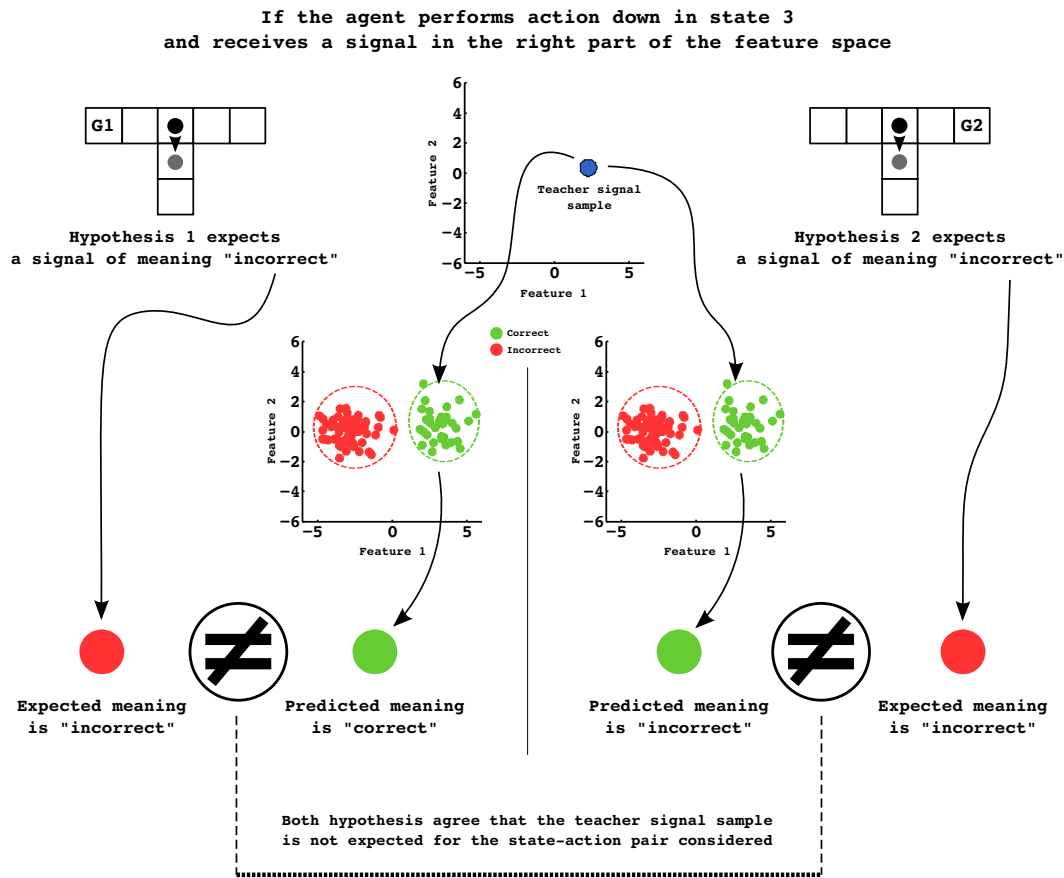 If the agent performs action down in state 3
and receives a signal in the right part of the feature space
G1
Hypothesis 1 expects
a signal of meaning "incorrect"
6
4
2
0
−2
−4
−6
−5
0
5
Feature 2
Feature 1
Teacher signal
sample
G2
Hypothesis 2 expects
a signal of meaning "incorrect"
Correct
Incorrect
6
4
2
0
−2
−4
−6
−5
0
5
Feature 2
Feature 1
6
4
2
0
−2
−4
−6
−5
0
5
Feature 2
Feature 1
Expected meaning
is "incorrect"
Predicted meaning
is "correct"
Predicted meaning
is "incorrect"
Expected meaning
is "incorrect"
Both hypothesis agree that the teacher signal sample
is not expected for the state-action pair considered